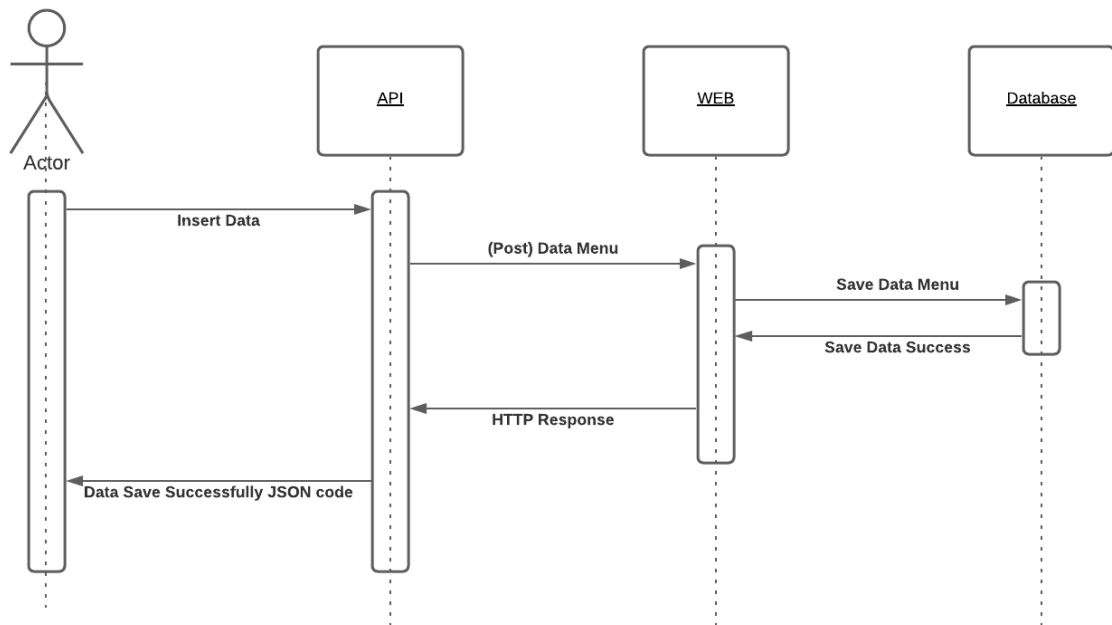 API
WEB
Database
Actor
Insert Data
(Post) Data Menu
Save Data Menu
Save Data Success
HTTP Response
Data Save Successfully JSON code